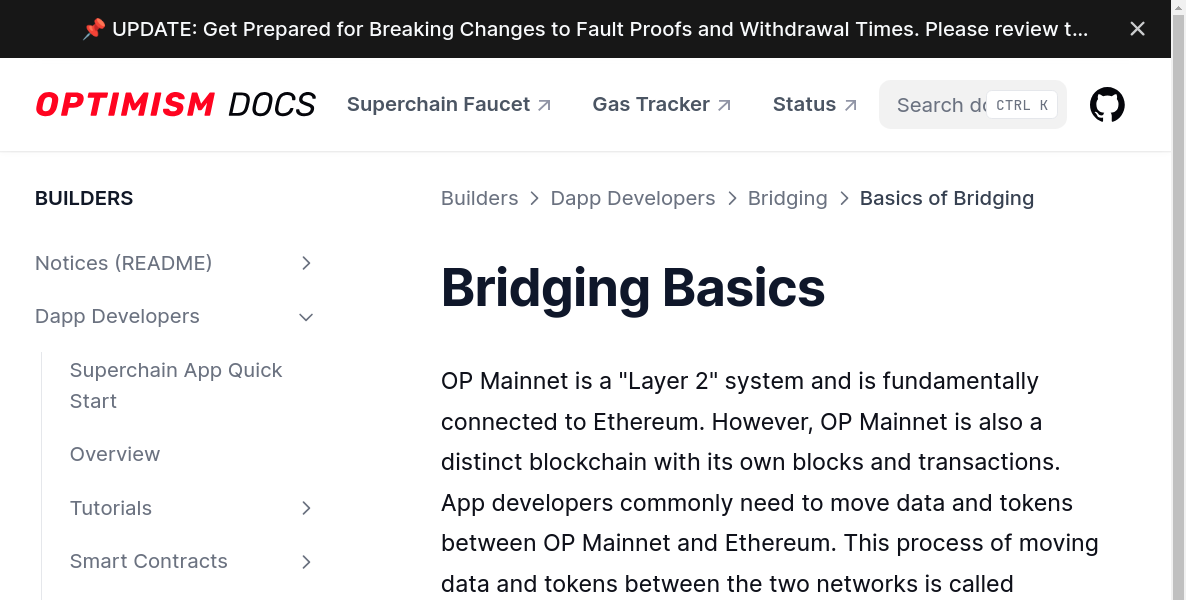 📌 UPDATE: Get Prepared for Breaking Changes to Fault Proofs and Withdrawal Times. Please review t...
OPTIMISM DOCS
Superchain Faucet
Gas Tracker
Status
Search do
CTRL K
BUILDERS
Notices (README)
Dapp Developers
Superchain App Quick
Start
Overview
Tutorials
Smart Contracts
Builders > Dapp Developers > Bridging > Basics of Bridging
Bridging Basics
OP Mainnet is a "Layer 2" system and is fundamentally
connected to Ethereum. However, OP Mainnet is also a
distinct blockchain with its own blocks and transactions.
App developers commonly need to move data and tokens
between OP Mainnet and Ethereum. This process of moving
data and tokens between the two networks is called